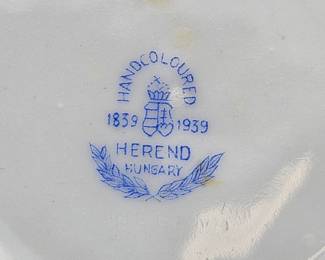 HANDCOLOURED
1839 1939
HEREND
HUNGARY